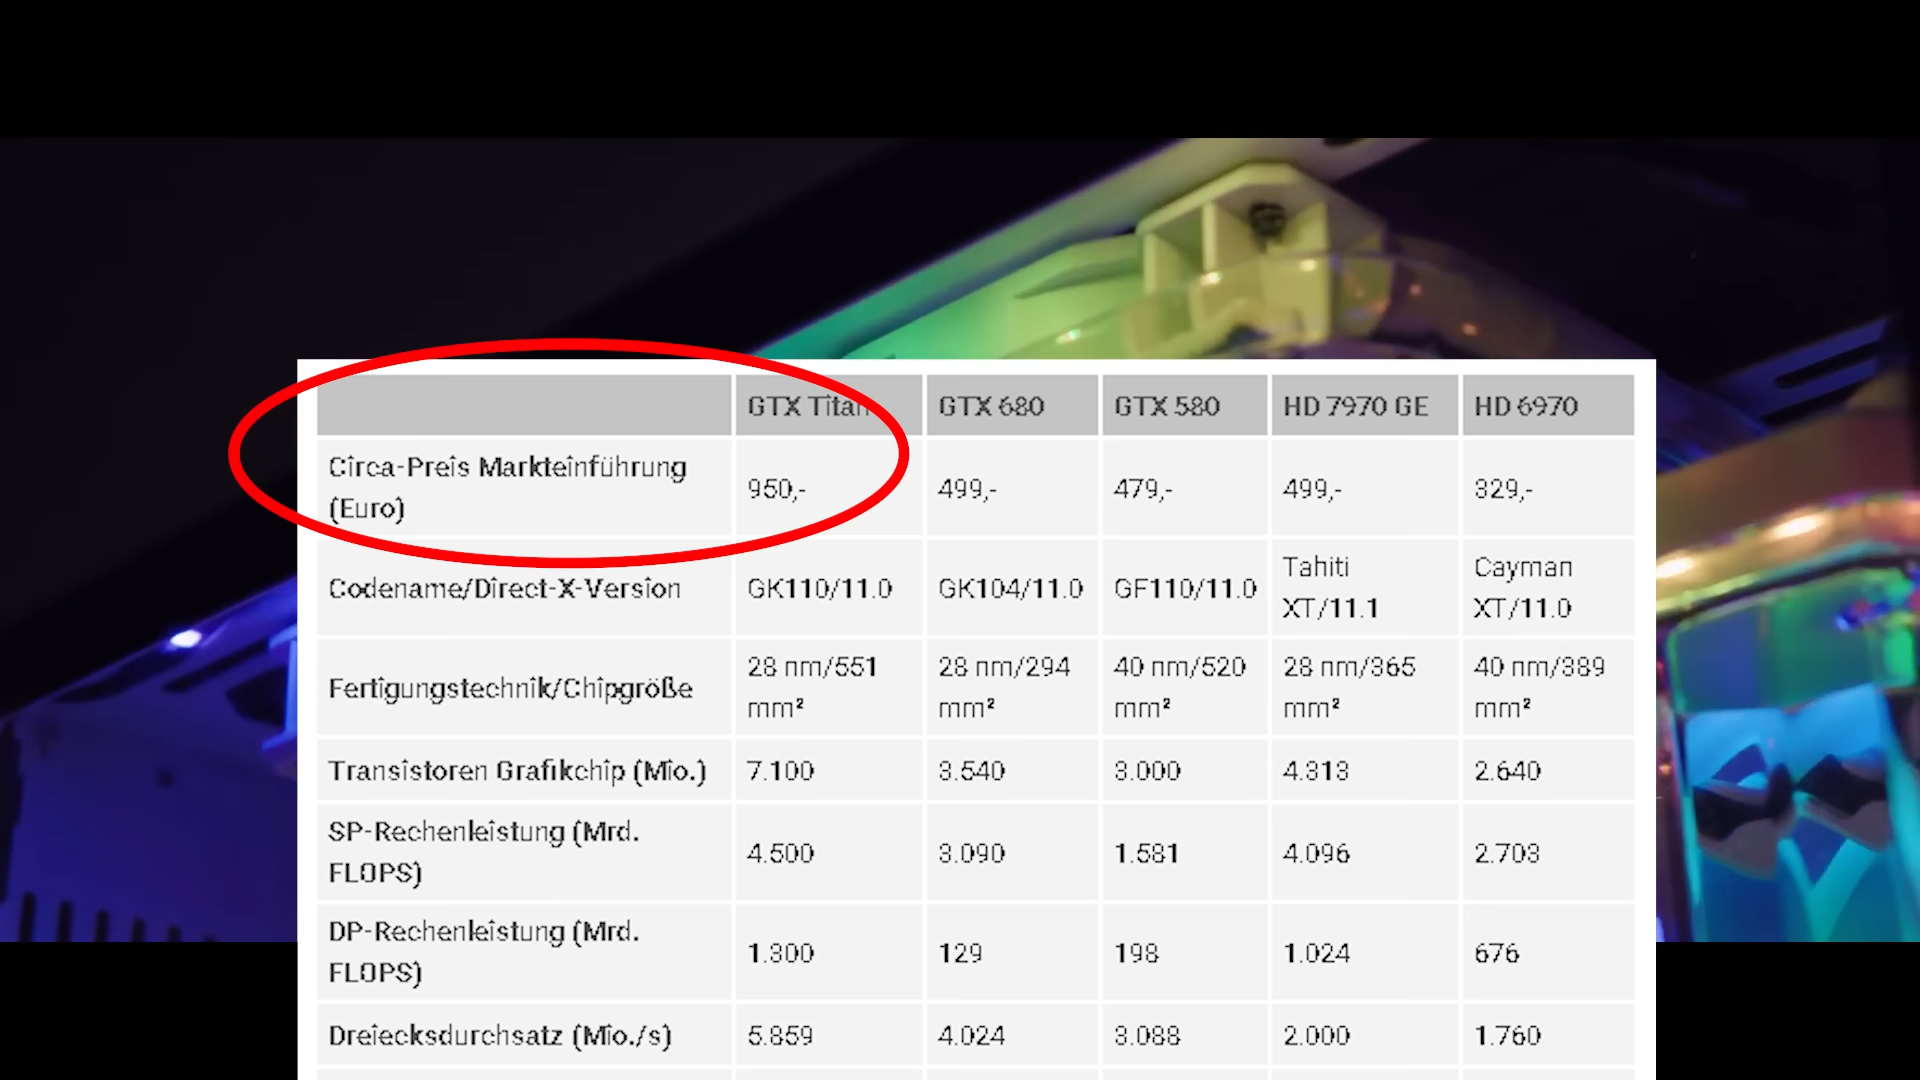 GTX Titan GTX 680 GTX 580 HD 7970 GE HD 6970
Circa-Preis Markteinführung
(Euro) 950,- 499,- 479,- 499,- 329,-
Codename/Direct-X-Version GK110/11.0 GK104/11.0 GF110/11.0 Tahiti Cayman
XT/11.1 XT/11.0
Fertigungstechnik/Chipgröße 28 nm/551 28 nm/294 40 nm/520 28 nm/365 40 nm/389
mm² mm² mm² mm² mm²
Transistoren Grafikchip (Mio.) 7.100 3.540 3.000 4.313 2.640
SP-Rechenleistung (Mrd.
FLOPS) 4.500 3.090 1.581 4.096 2.703
DP-Rechenleistung (Mrd.
FLOPS) 1.300 129 198 1.024 676
Dreiecksdurchsatz (Mio./s) 5.859 4.024 3.088 2.000 1.760